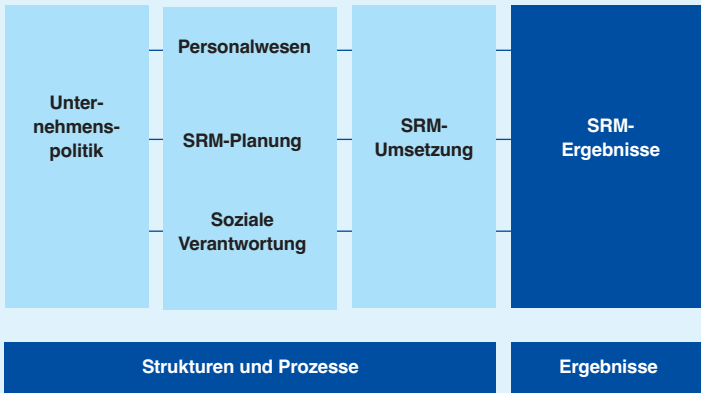 Unter-
nehmens-
politik
Personalwesen
SRM-Planung
Soziale
Verantwortung
SRM-
Umsetzung
SRM-
Ergebnisse
Strukturen und Prozesse
Ergebnisse